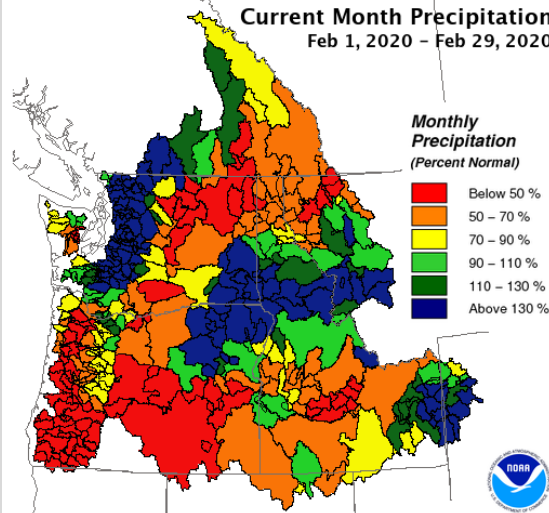 Current Month Precipitation
Feb 1, 2020 - Feb 29, 2020
Monthly
Precipitation
(Percent Normal)
Below 50 %
50 - 70 %
70 - 90 %
90 - 110 %
110 - 130 %
Above 130 %
NOAA